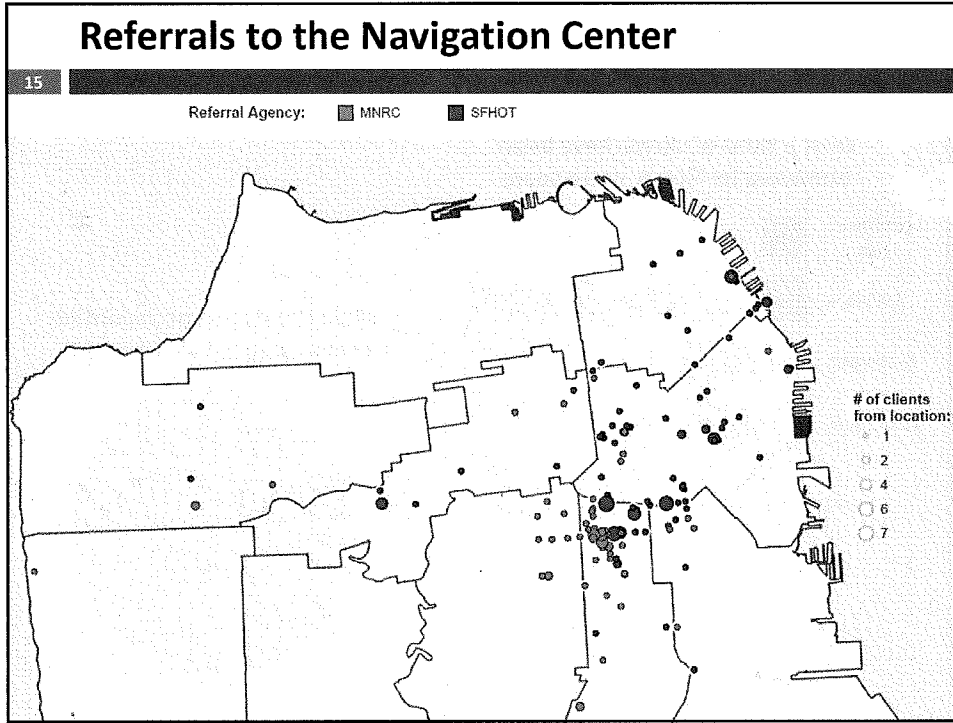 Referrals to the Navigation Center
15
Referral Agency: MNRC SFHOT
# of clients
from location:
1
2
4
6
7